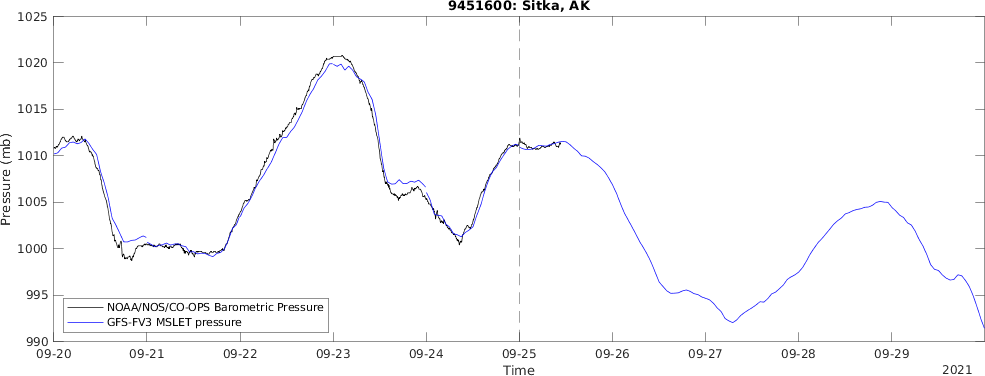 9451600: Sitka, AK
Pressure (mb)
1025
1020
1015
1010
1005
1000
995
990
NOAA/NOS/CO-OPS Barometric Pressure
GFS-FV3 MSLET pressure
09-20 09-21 09-22 09-23 09-24 09-25 09-26 09-27 09-28 09-29
Time
2021